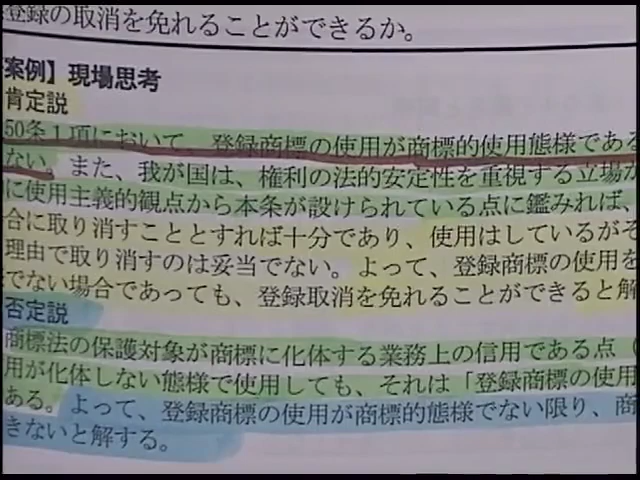 登録の取消を免れることができるか。
案例】現場思考
肯定説
50条1項において、登録商標の使用が商標的使用態様である
ない。また、我が国は、権利の法的安定性を重視する立場か
に使用主義的観点から本条が設けられている点に鑑みれば、
合に取り消すこととすれば十分であり、使用はしているがそ
理由で取り消すのは妥当でない。よって、登録商標の使用を
でない場合であっても、登録取消を免れることができると解
否定説
商標法の保護対象が商標に化体する業務上の信用である点（
用が化体しない態様で使用しても、それは「登録商標の使用
ある。よって、登録商標の使用が商標的態様でない限り、商
きないと解する。